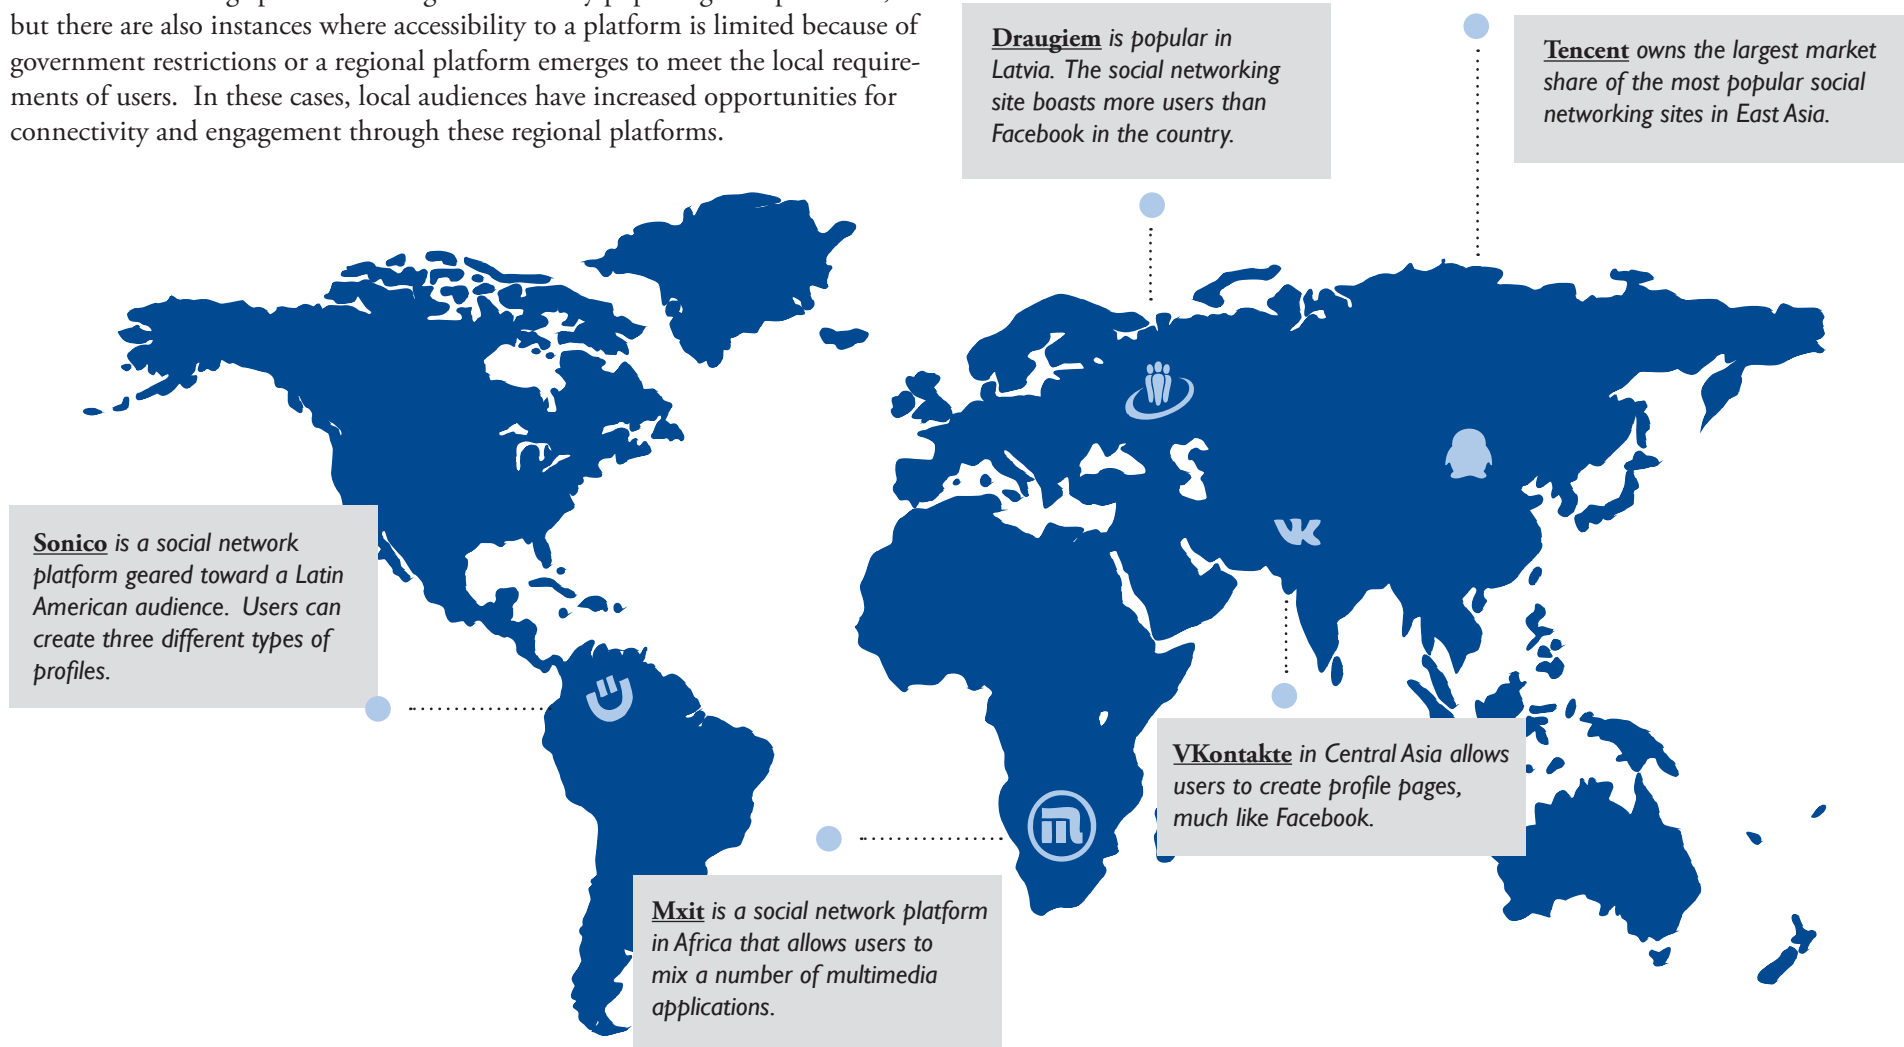 but there are also instances where accessibility to a platform is limited because of
government restrictions or a regional platform emerges to meet the local require-
ments of users. In these cases, local audiences have increased opportunities for
connectivity and engagement through these regional platforms.
Draugiem is popular in
Latvia. The social networking
site boasts more users than
Facebook in the country.
Tencent owns the largest market
share of the most popular social
networking sites in East Asia.
Sonico is a social network
platform geared toward a Latin
American audience. Users can
create three different types of
profiles.
VKontakte in Central Asia allows
users to create profile pages,
much like Facebook.
Mxit is a social network platform
in Africa that allows users to
mix a number of multimedia
applications.